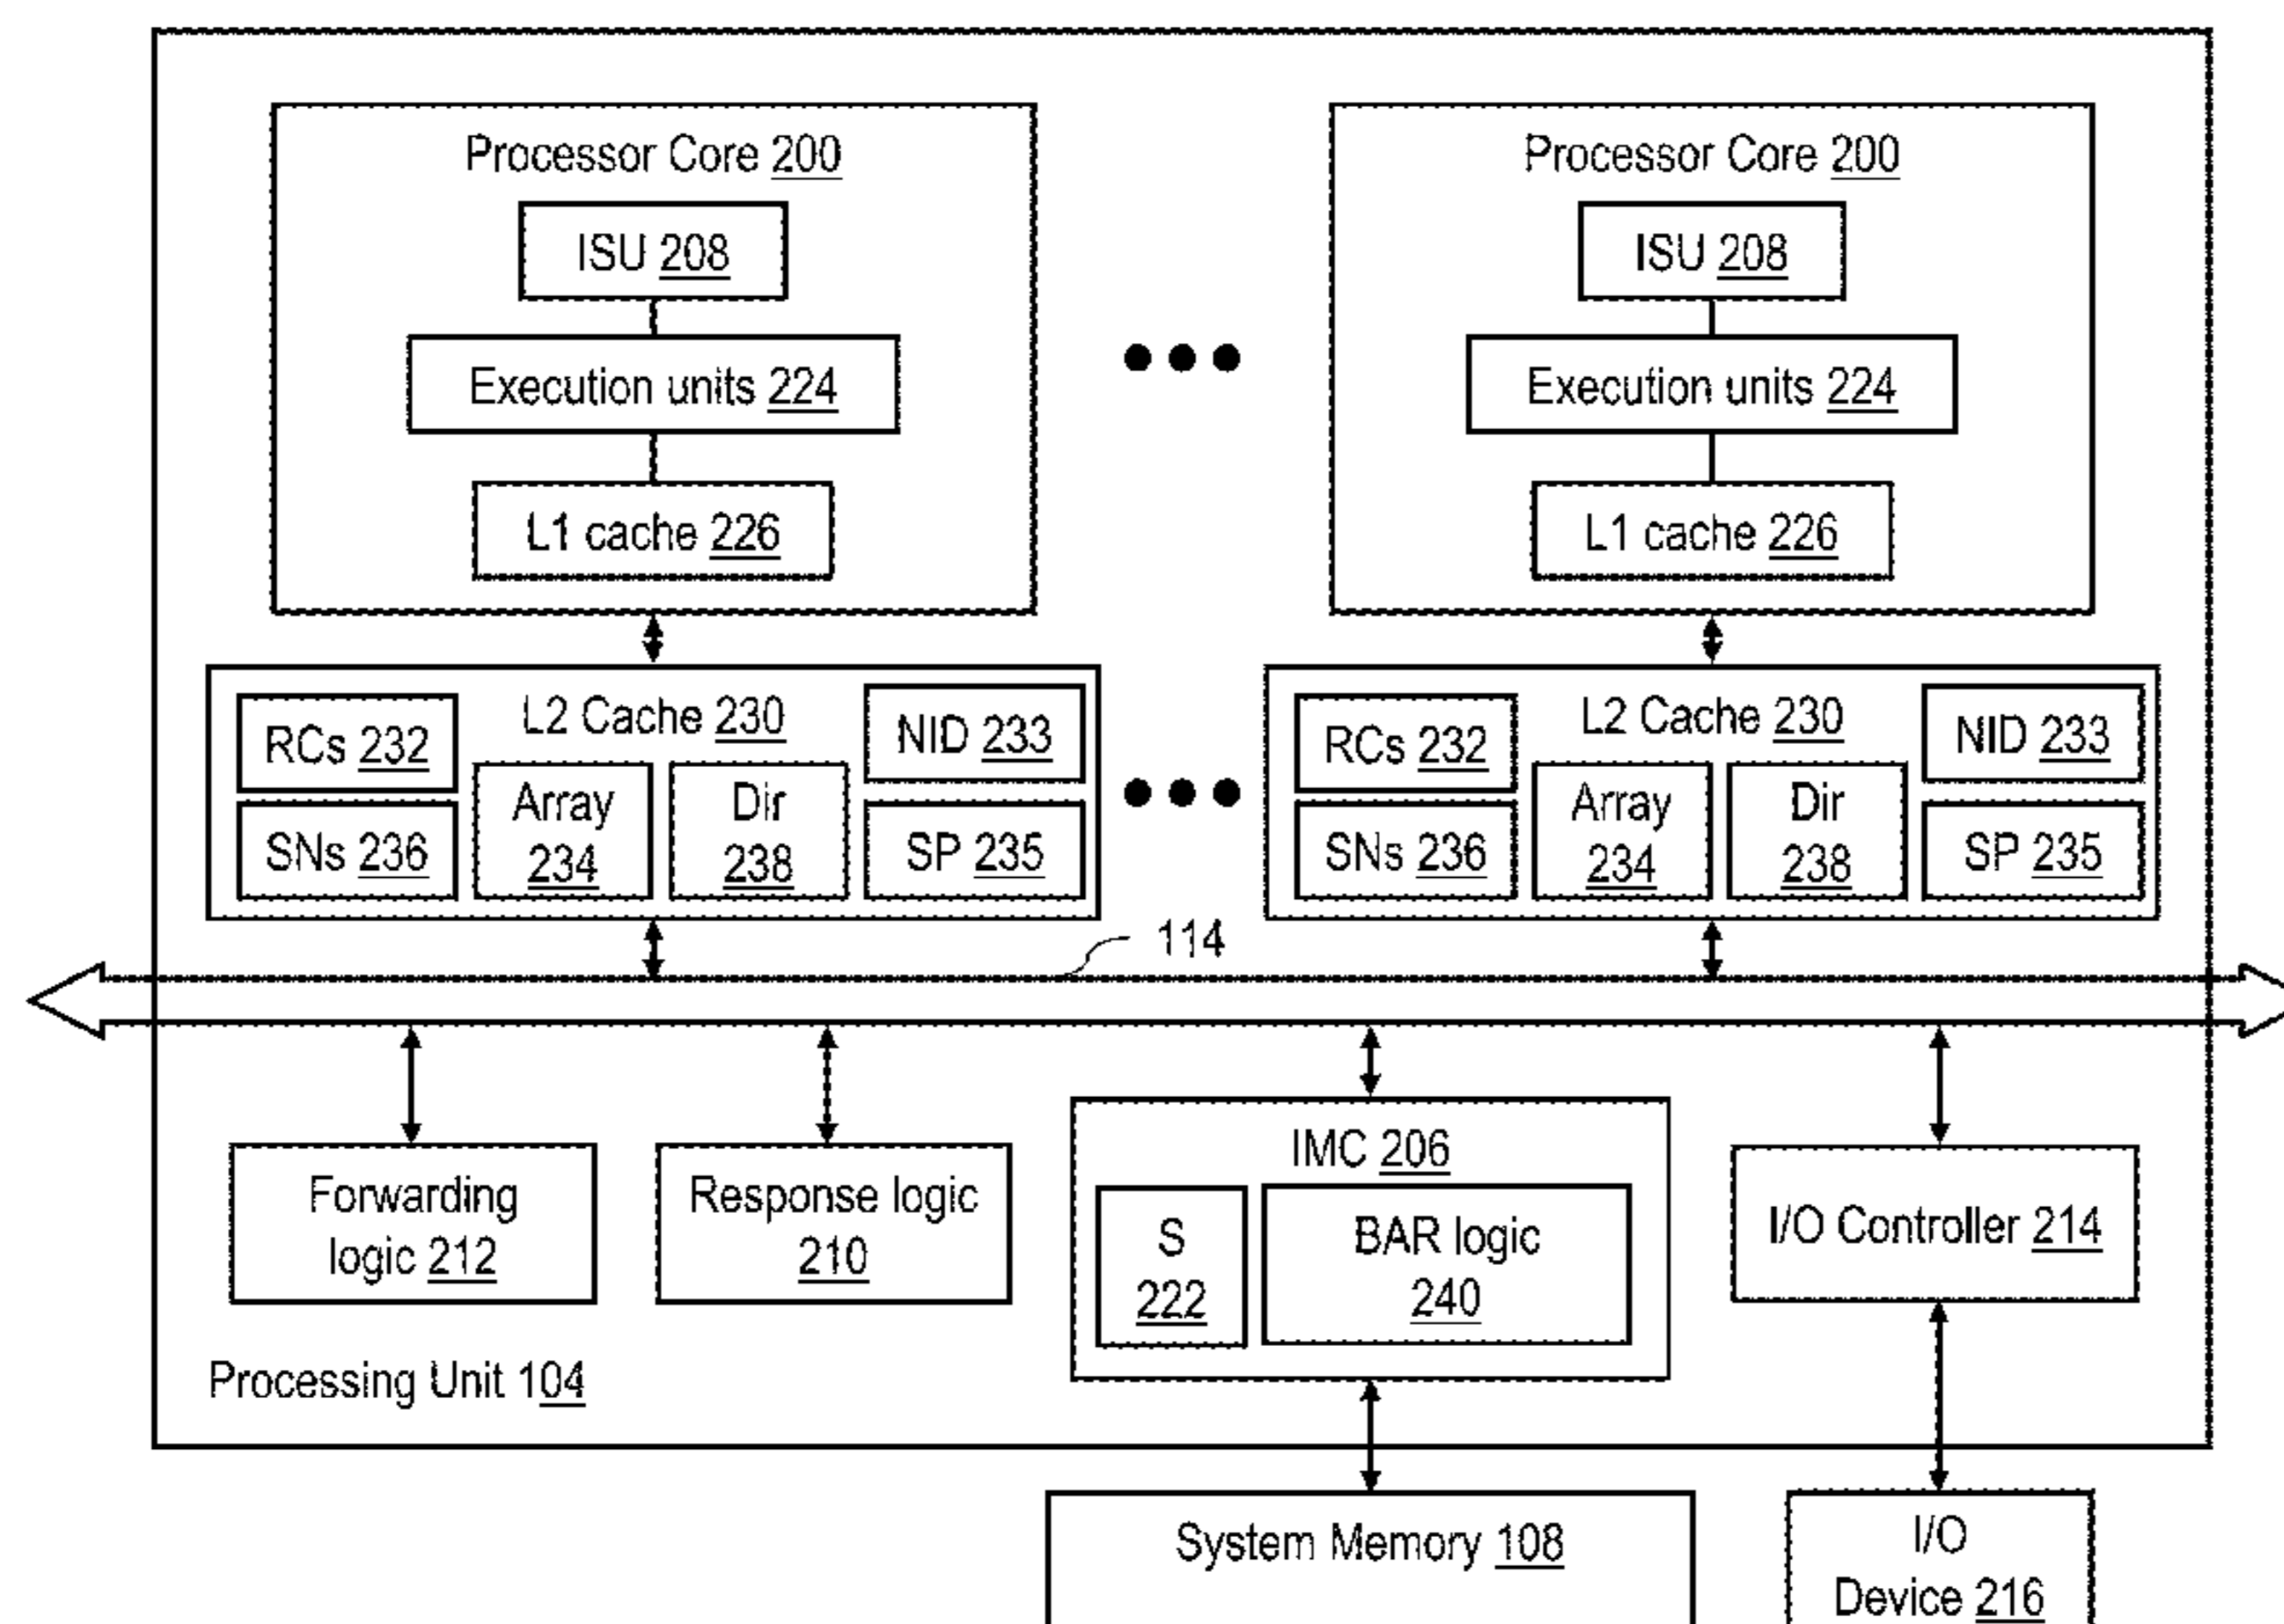 Processor Core 200
ISU 208
Execution units 224
L1 cache 226
Processor Core 200
ISU 208
Execution units 224
L1 cache 226
L2 Cache 230
RCs 232
SNs 236
Array
234
Dir
238
NID 233
SP 235
L2 Cache 230
RCs 232
SNs 236
Array
234
Dir
238
NID 233
SP 235
114
Forwarding
logic 212
Response logic
210
IMC 206
S
222
BAR logic
240
I/O Controller 214
Processing Unit 104
System Memory 108
I/O
Device 216